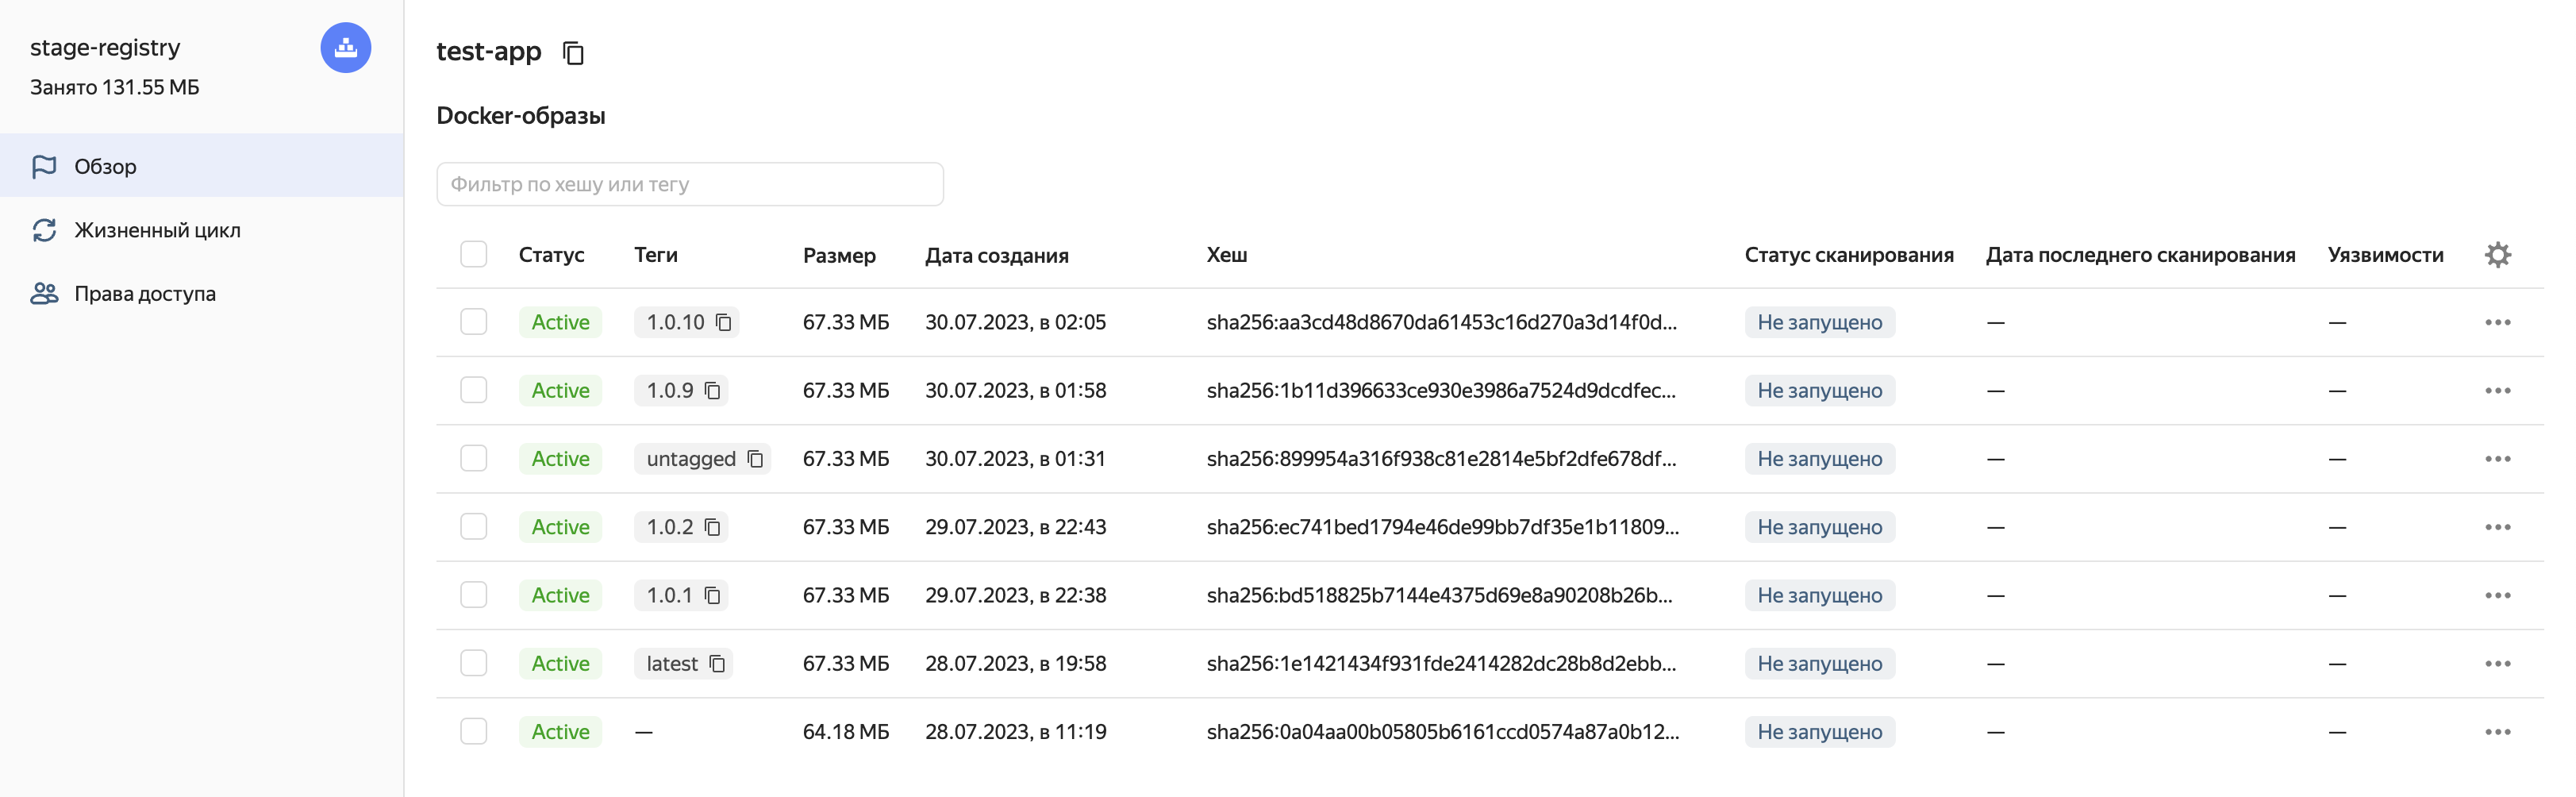 stage-registry
Занято 131.55 МБ
Обзор
Жизненный цикл
Права доступа
test-app
Docker-образы
Фильтр по хешу или тегу
Статус Теги Размер Дата создания Хеш Статус сканирования Дата последнего сканирования Уязвимости
Active 1.0.10 67.33 МБ 30.07.2023, в 02:05 sha256:aa3cd48d8670da61453c16d270a3d14f0d... Не запущено — —
Active 1.0.9 67.33 МБ 30.07.2023, в 01:58 sha256:1b11d396633ce930e3986a7524d9dcdfec... Не запущено — —
Active untagged 67.33 МБ 30.07.2023, в 01:31 sha256:899954a316f938c81e2814e5bf2dfe678df... Не запущено — —
Active 1.0.2 67.33 МБ 29.07.2023, в 22:43 sha256:ec741bed1794e46de99bb7df35e1b11809... Не запущено — —
Active 1.0.1 67.33 МБ 29.07.2023, в 22:38 sha256:bd518825b7144e4375d69e8a90208b26b... Не запущено — —
Active latest 67.33 МБ 28.07.2023, в 19:58 sha256:1e1421434f931fde2414282dc28b8d2ebb... Не запущено — —
Active — 64.18 МБ 28.07.2023, в 11:19 sha256:0a04aa00b05805b6161ccd0574a87a0b12... Не запущено — —